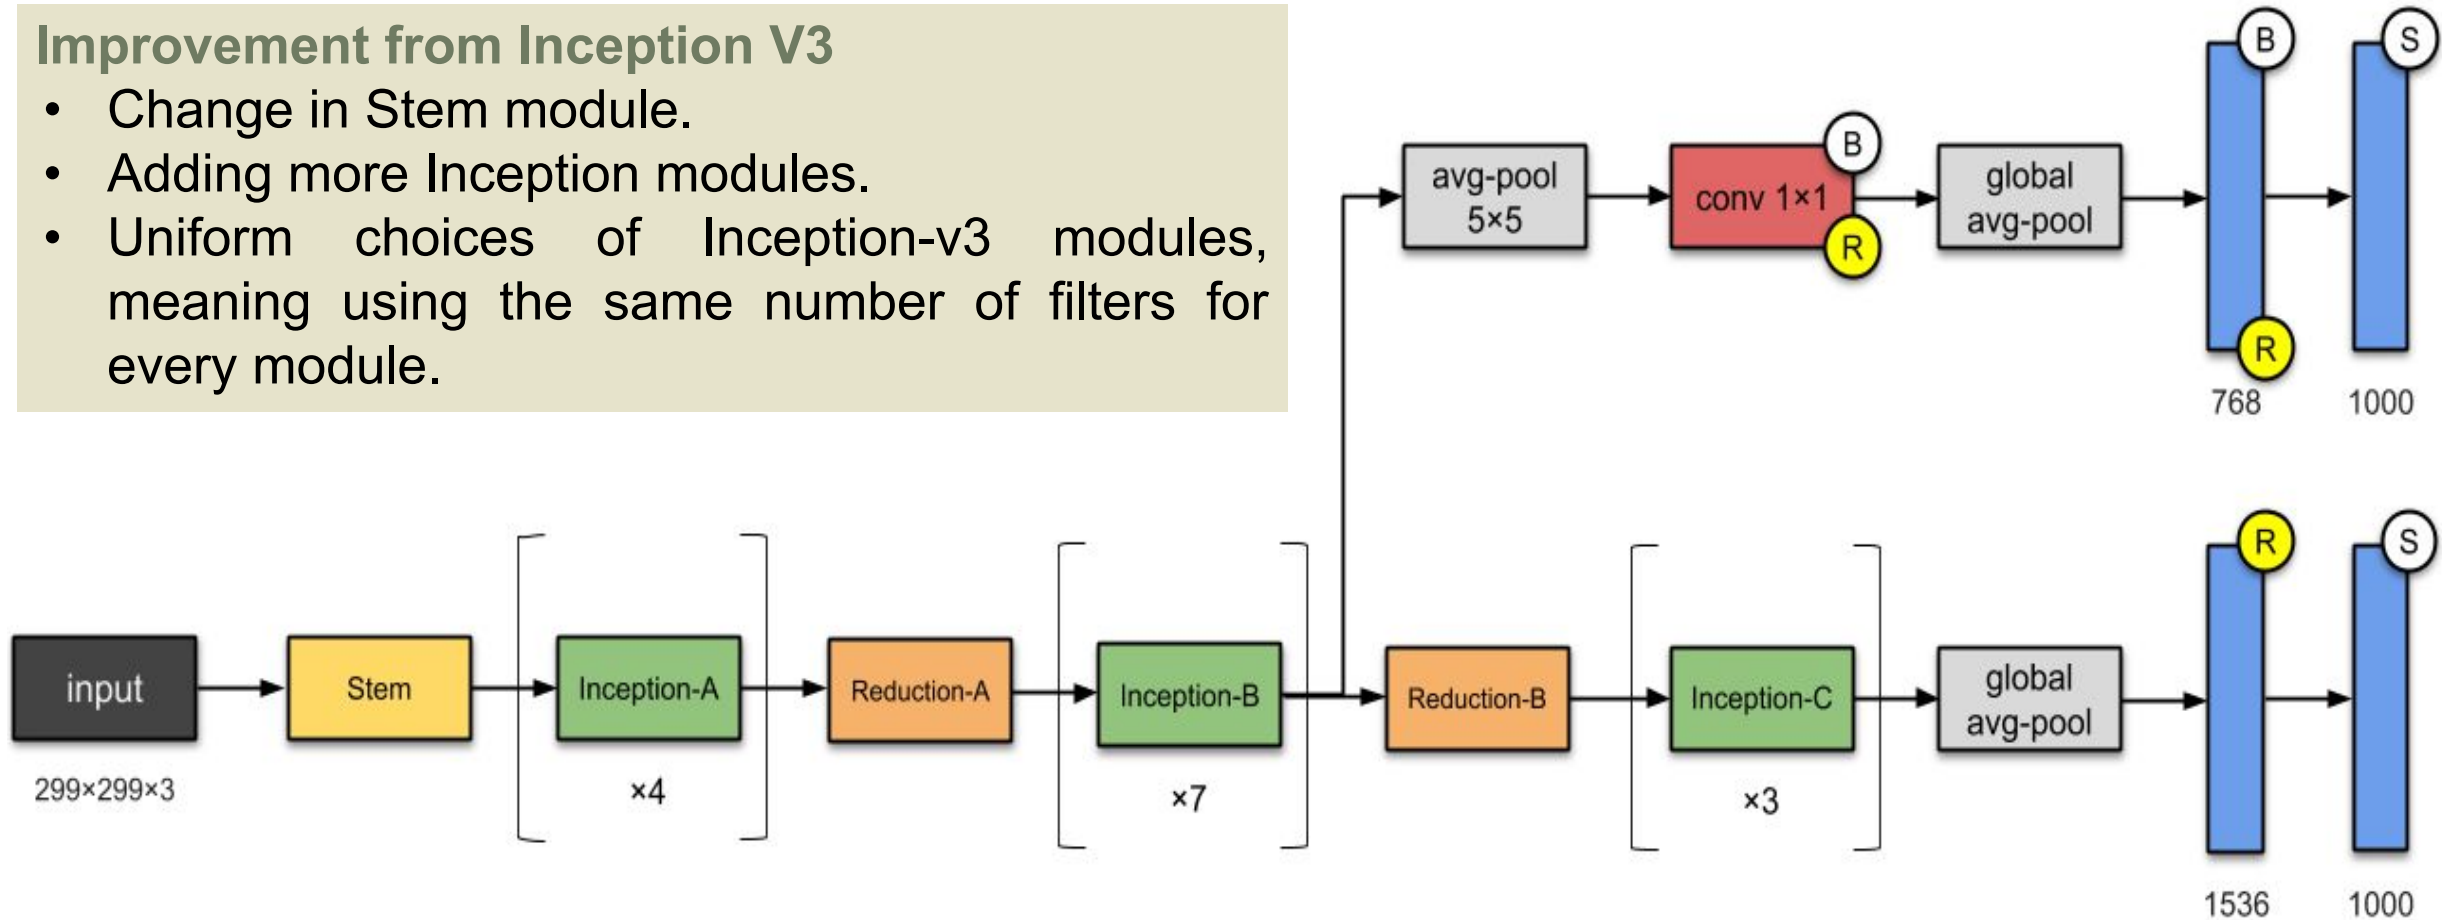 Improvement from Inception V3
• Change in Stem module.
• Adding more Inception modules.
• Uniform choices of Inception-v3 modules,
meaning using the same number of filters for
every module.
B
S
avg-pool
5×5
conv 1×1
B
R
global
avg-pool
R
768
1000
R
S
input
Stem
Inception-A
Reduction-A
Inception-B
Reduction-B
Inception-C
global
avg-pool
299×299×3
×4
×7
×3
1536
1000